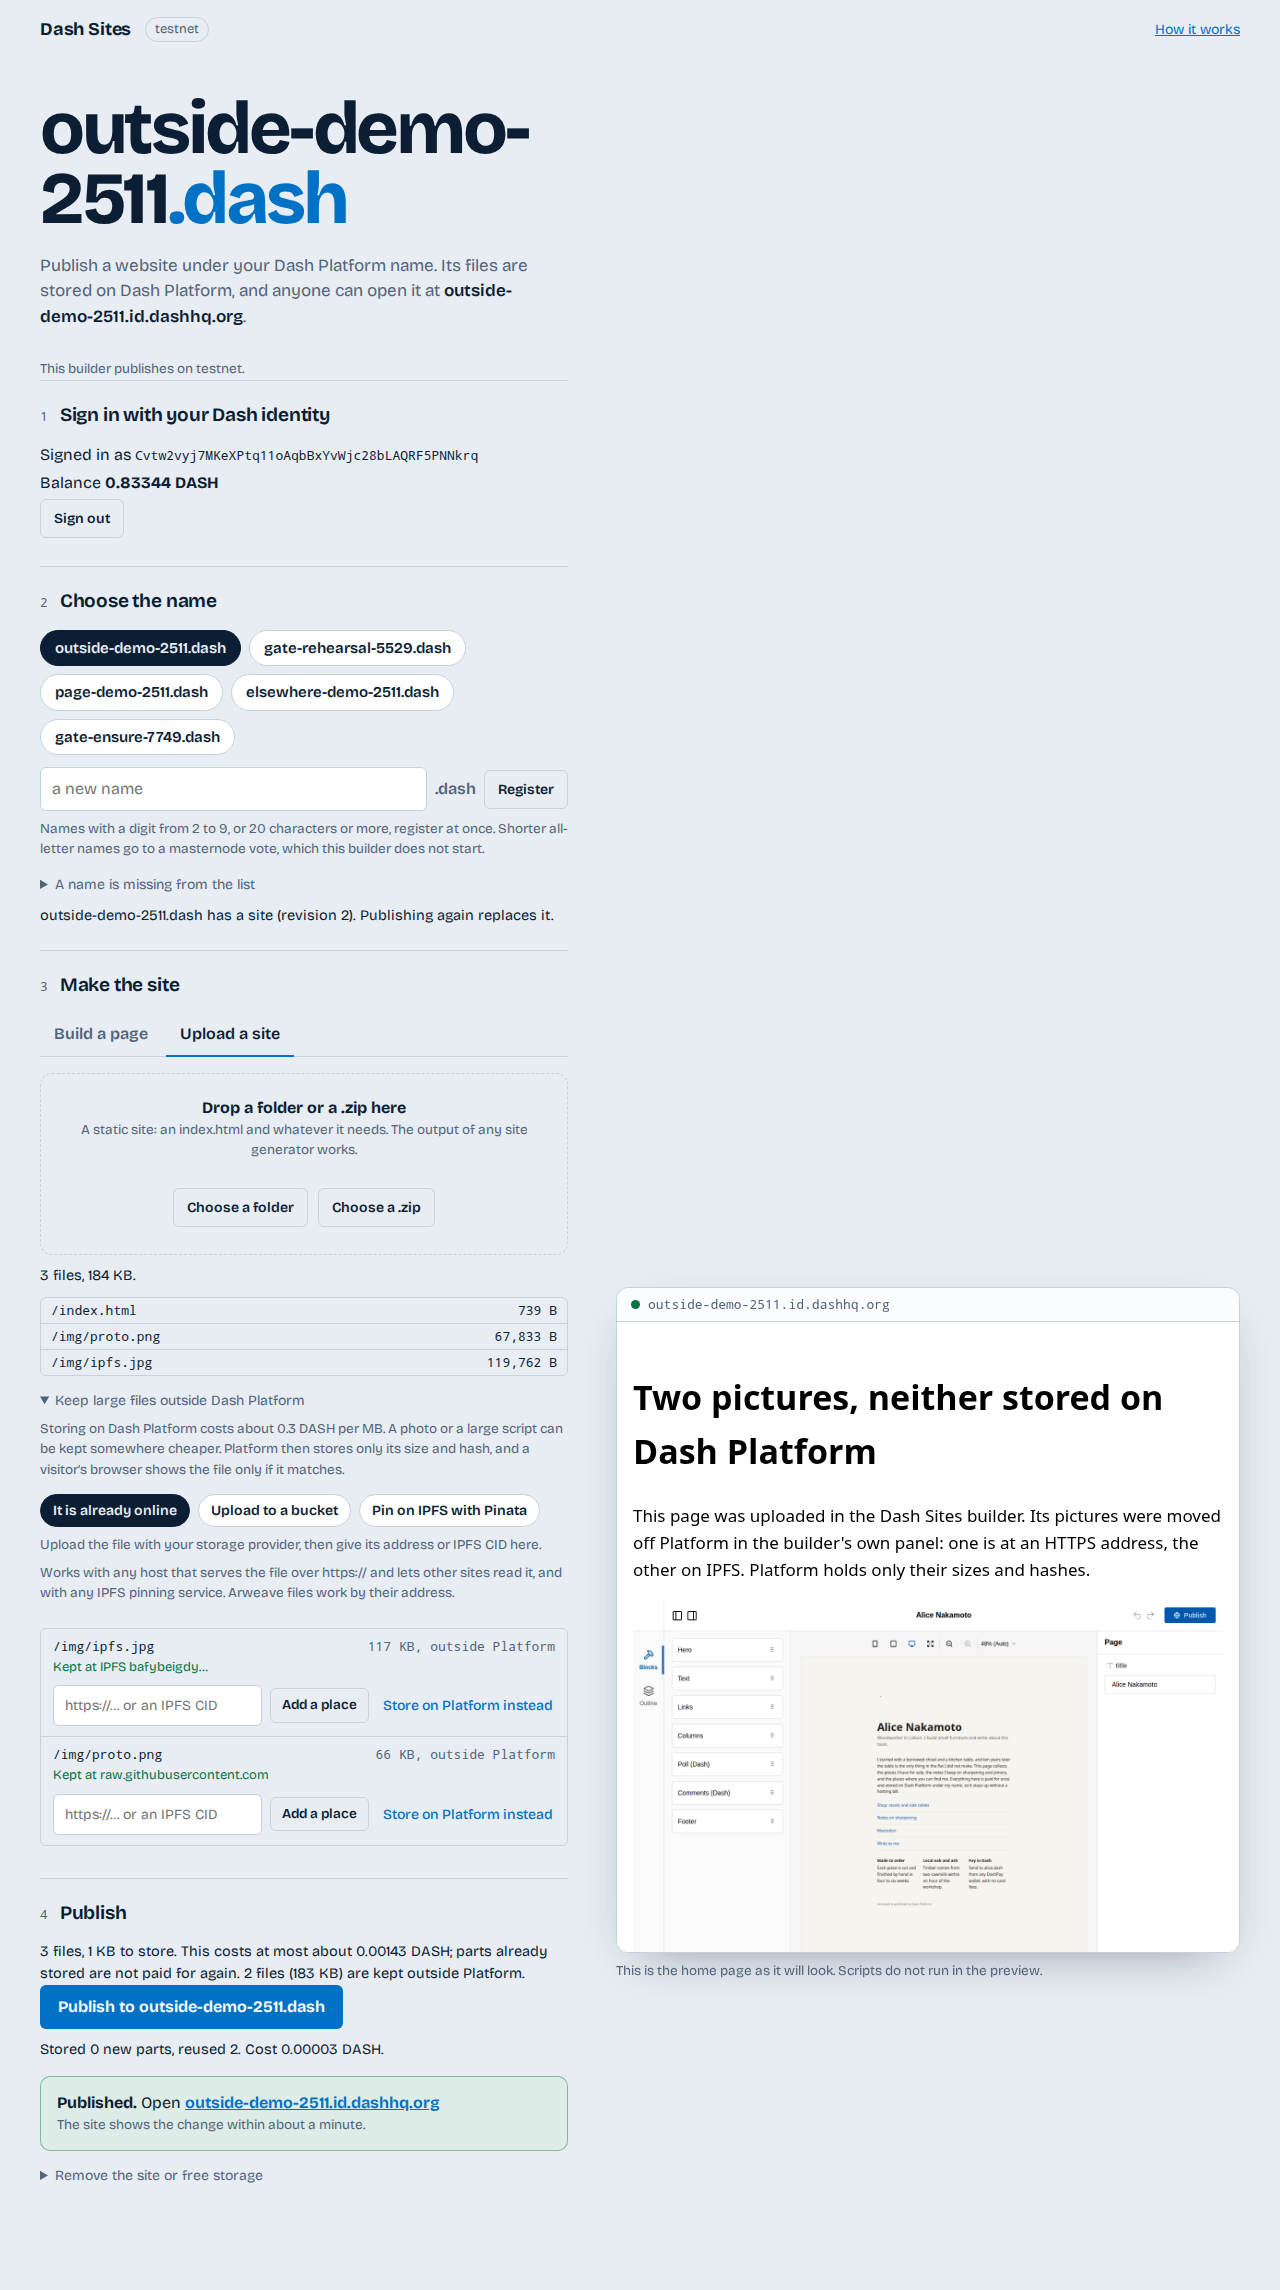 Dash Sites
testnet
How it works
outside-demo-
2511.dash
Publish a website under your Dash Platform name. Its files are
stored on Dash Platform, and anyone can open it at outside-
demo-2511.id.dashhq.org.
This builder publishes on testnet.
1 Sign in with your Dash identity
Signed in as Cvtw2vyj7MKeXPtq11oAqbBxYvWjc28bLAQRF5PNNkrq
Balance 0.83344 DASH
Sign out
2 Choose the name
outside-demo-2511.dash
gate-rehearsal-5529.dash
page-demo-2511.dash
elsewhere-demo-2511.dash
gate-ensure-7749.dash
a new name
.dash
Register
Names with a digit from 2 to 9, or 20 characters or more, register at once. Shorter all-
letter names go to a masternode vote, which this builder does not start.
A name is missing from the list
outside-demo-2511.dash has a site (revision 2). Publishing again replaces it.
3 Make the site
Build a page
Upload a site
Drop a folder or a .zip here
A static site: an index.html and whatever it needs. The output of any site
generator works.
Choose a folder
Choose a .zip
3 files, 184 KB.
/index.html 739 B
/img/proto.png 67,833 B
/img/ipfs.jpg 119,762 B
Keep large files outside Dash Platform
Storing on Dash Platform costs about 0.3 DASH per MB. A photo or a large script can
be kept somewhere cheaper. Platform then stores only its size and hash, and a
visitor's browser shows the file only if it matches.
It is already online
Upload to a bucket
Pin on IPFS with Pinata
Upload the file with your storage provider, then give its address or IPFS CID here.
Works with any host that serves the file over https:// and lets other sites read it, and
with any IPFS pinning service. Arweave files work by their address.
/img/ipfs.jpg 117 KB, outside Platform
Kept at IPFS bafybeigdy…
https://… or an IPFS CID
Add a place
Store on Platform instead
/img/proto.png 66 KB, outside Platform
Kept at raw.githubusercontent.com
https://… or an IPFS CID
Add a place
Store on Platform instead
4 Publish
3 files, 1 KB to store. This costs at most about 0.00143 DASH; parts already
stored are not paid for again. 2 files (183 KB) are kept outside Platform.
Publish to outside-demo-2511.dash
Stored 0 new parts, reused 2. Cost 0.00003 DASH.
Published. Open outside-demo-2511.id.dashhq.org
The site shows the change within about a minute.
Remove the site or free storage
outside-demo-2511.id.dashhq.org
Two pictures, neither stored on
Dash Platform
This page was uploaded in the Dash Sites builder. Its pictures were moved
off Platform in the builder's own panel: one is at an HTTPS address, the
other on IPFS. Platform holds only their sizes and hashes.
Alice Nakamoto
Publish
Blocks
Outline
Hero
Text
Links
Columns
Poll (Dash)
Comments (Dash)
Footer
48% (Auto)
Page
title
Alice Nakamoto
Alice Nakamoto
This is the home page as it will look. Scripts do not run in the preview.